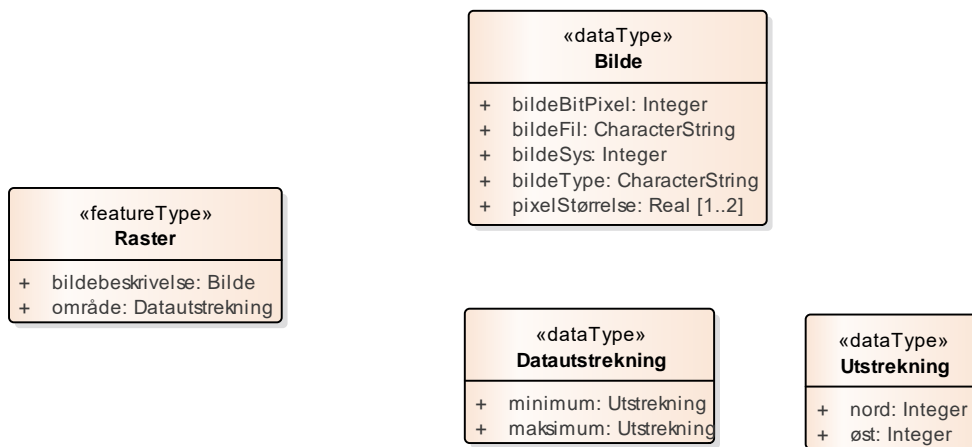 «dataType»
Bilde
+ bildeBitPixel: Integer
+ bildeFil: CharacterString
+ bildeSys: Integer
+ bildeType: CharacterString
+ pixelStørrelse: Real [1..2]
«featureType»
Raster
+ bildebeskrivelse: Bilde
+ område: Datautstrekning
«dataType»
Datautstrekning
+ minimum: Utstrekning
+ maksimum: Utstrekning
«dataType»
Utstrekning
+ nord: Integer
+ øst: Integer